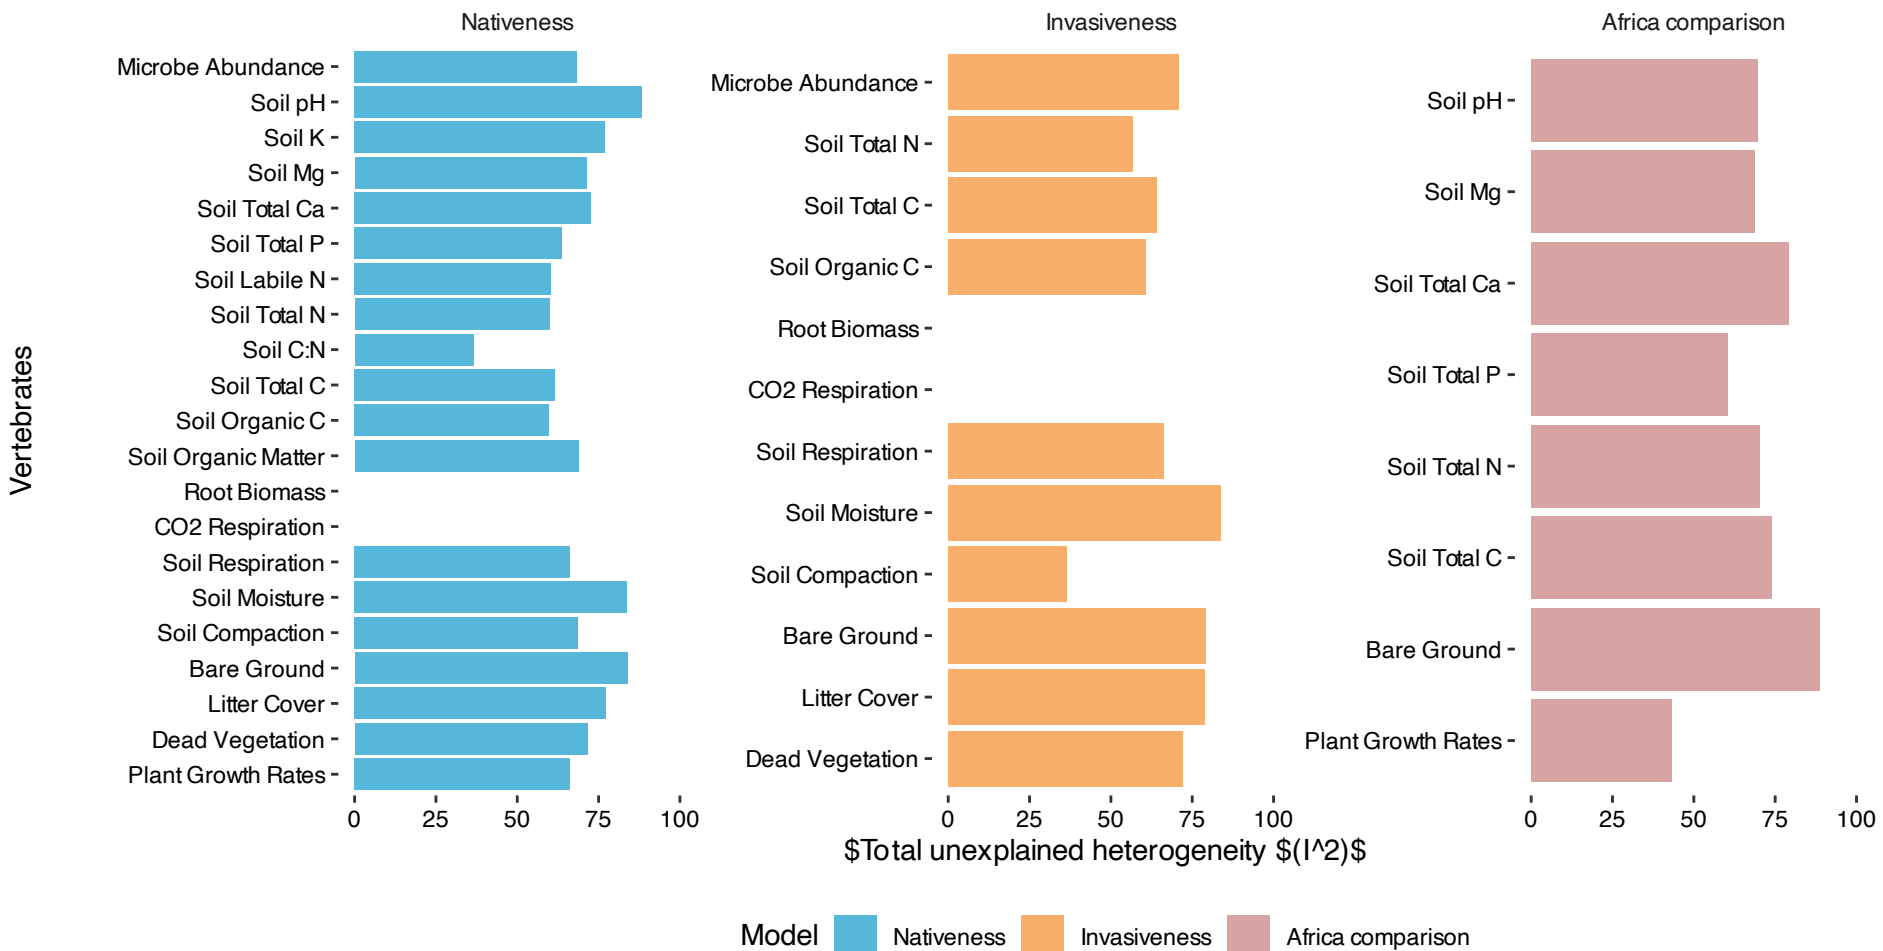 Nativeness
Invasiveness
Africa comparison
Vertebrates
Microbe Abundance
Soil pH
Soil K
Soil Mg
Soil Total Ca
Soil Total P
Soil Labile N
Soil Total N
Soil C:N
Soil Total C
Soil Organic C
Soil Organic Matter
Root Biomass
CO2 Respiration
Soil Respiration
Soil Moisture
Soil Compaction
Bare Ground
Litter Cover
Dead Vegetation
Plant Growth Rates
0 25 50 75 100
Microbe Abundance
Soil Total N
Soil Total C
Soil Organic C
Root Biomass
CO2 Respiration
Soil Respiration
Soil Moisture
Soil Compaction
Bare Ground
Litter Cover
Dead Vegetation
0 25 50 75 100
Soil pH
Soil Mg
Soil Total Ca
Soil Total P
Soil Total N
Soil Total C
Bare Ground
Plant Growth Rates
0 25 50 75 100
$Total unexplained heterogeneity $(I^2)$
Model Nativeness Invasiveness Africa comparison